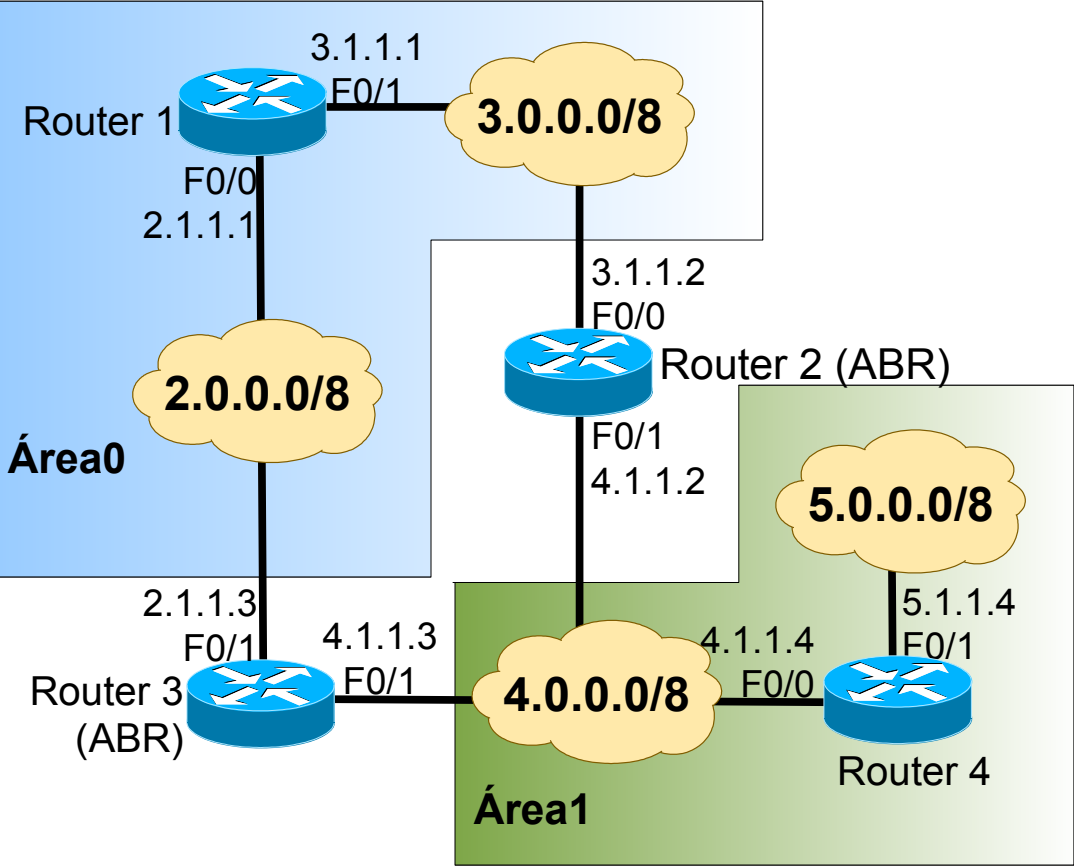 3.1.1.1
F0/1
Router 1
3.0.0.0/8
F0/0
2.1.1.1
3.1.1.2
F0/0
Router 2 (ABR)
2.0.0.0/8
F0/1
4.1.1.2
Área0
5.0.0.0/8
2.1.1.3
F0/1
4.1.1.3
F0/1
4.1.1.4
F0/0
5.1.1.4
F0/1
Router 3
(ABR)
4.0.0.0/8
Router 4
Área1